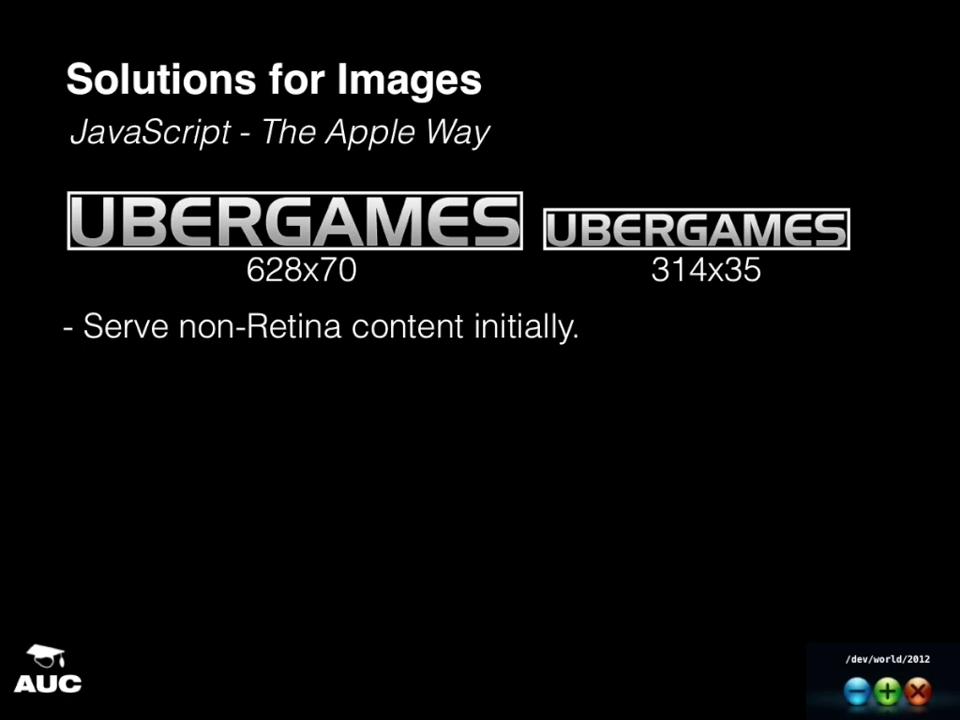 Solutions for Images
JavaScript - The Apple Way
UBERGAMES UBERGAMES
628x70 314x35
- Serve non-Retina content initially.
AUC
/dev/world/2012